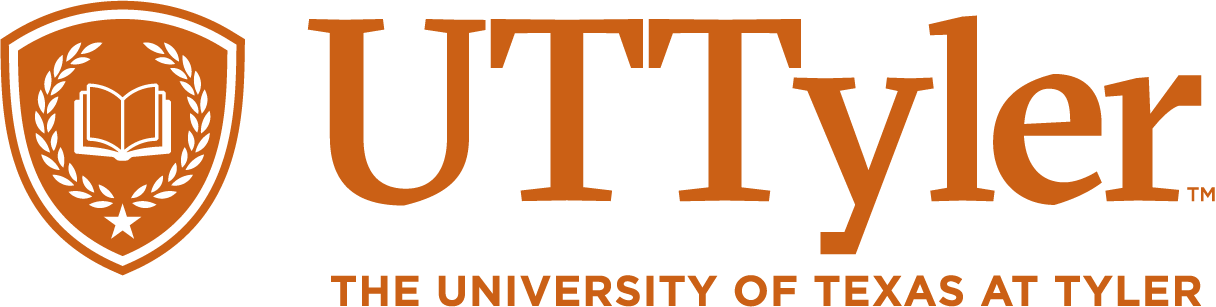 UTTyler™
THE UNIVERSITY OF TEXAS AT TYLER